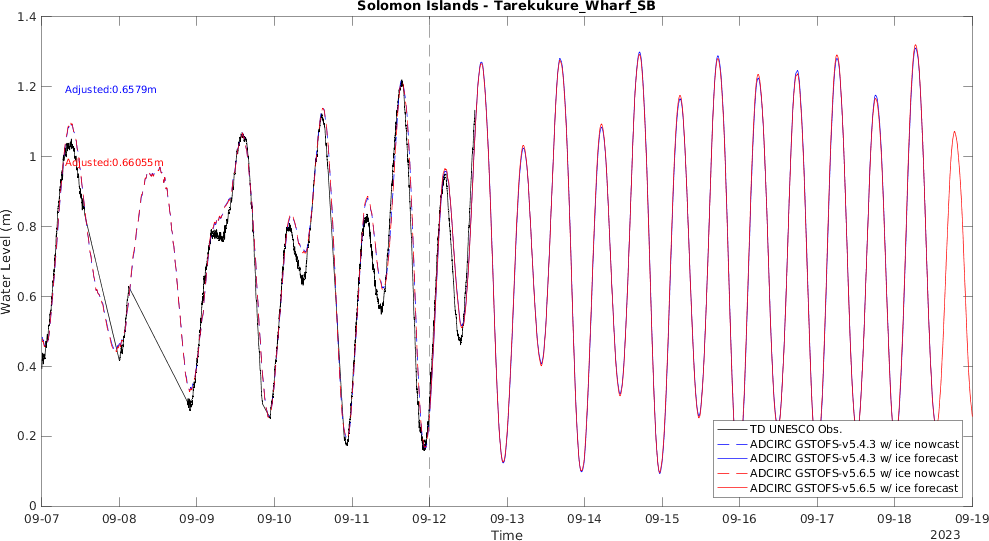 Solomon Islands - Tarekukure_Wharf_SB
1.4
1.2
1
0.8
0.6
0.4
0.2
0
Water Level (m)
Adjusted:0.6579m
Adjusted:0.66055m
TD UNESCO Obs.
ADCIRC GSTOFS-v5.4.3 w/ ice nowcast
ADCIRC GSTOFS-v5.4.3 w/ ice forecast
ADCIRC GSTOFS-v5.6.5 w/ ice nowcast
ADCIRC GSTOFS-v5.6.5 w/ ice forecast
09-07 09-08 09-09 09-10 09-11 09-12 09-13 09-14 09-15 09-16 09-17 09-18 09-19
Time
2023